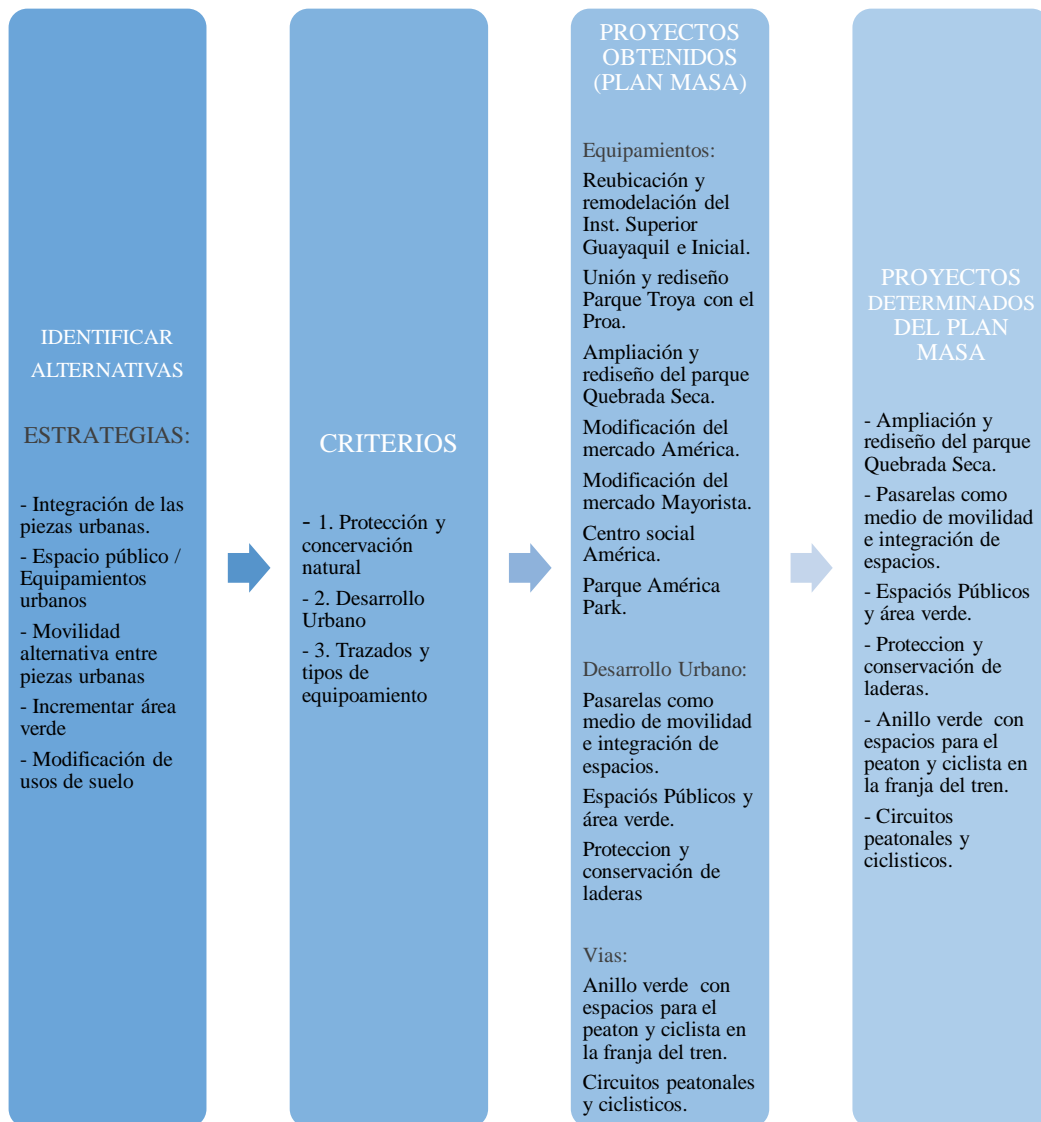 IDENTIFICAR
ALTERNATIVAS
ESTRATEGIAS:
- Integración de las
piezas urbanas.
- Espacio público /
Equipamientos
urbanos
- Movilidad
alternativa entre
piezas urbanas
- Incrementar área
verde
- Modificación de
usos de suelo
CRITERIOS
- 1. Protección y
concervación
natural
- 2. Desarrollo
Urbano
- 3. Trazados y
tipos de
equipoamiento
PROYECTOS
OBTENIDOS
(PLAN MASA)
Equipamientos:
Reubicación y
remodelación del
Inst. Superior
Guayaquil e Inicial.
Unión y rediseño
Parque Troya con el
Proa.
Ampliación y
rediseño del parque
Quebrada Seca.
Modificación del
mercado América.
Modificación del
mercado Mayorista.
Centro social
América.
Parque América
Park.
Desarrollo Urbano:
Pasarelas como
medio de movilidad
e integración de
espacios.
Espaciós Públicos y
área verde.
Proteccion y
conservación de
laderas
Vias:
Anillo verde con
espacios para el
peaton y ciclista en
la franja del tren.
Circuitos peatonales
y ciclisticos.
PROYECTOS
DETERMINADOS
DEL PLAN
MASA
- Ampliación y
rediseño del parque
Quebrada Seca.
- Pasarelas como
medio de movilidad
e integración de
espacios.
- Espaciós Públicos
y área verde.
- Proteccion y
conservación de
laderas.
- Anillo verde con
espacios para el
peaton y ciclista en
la franja del tren.
- Circuitos
peatonales y
ciclisticos.